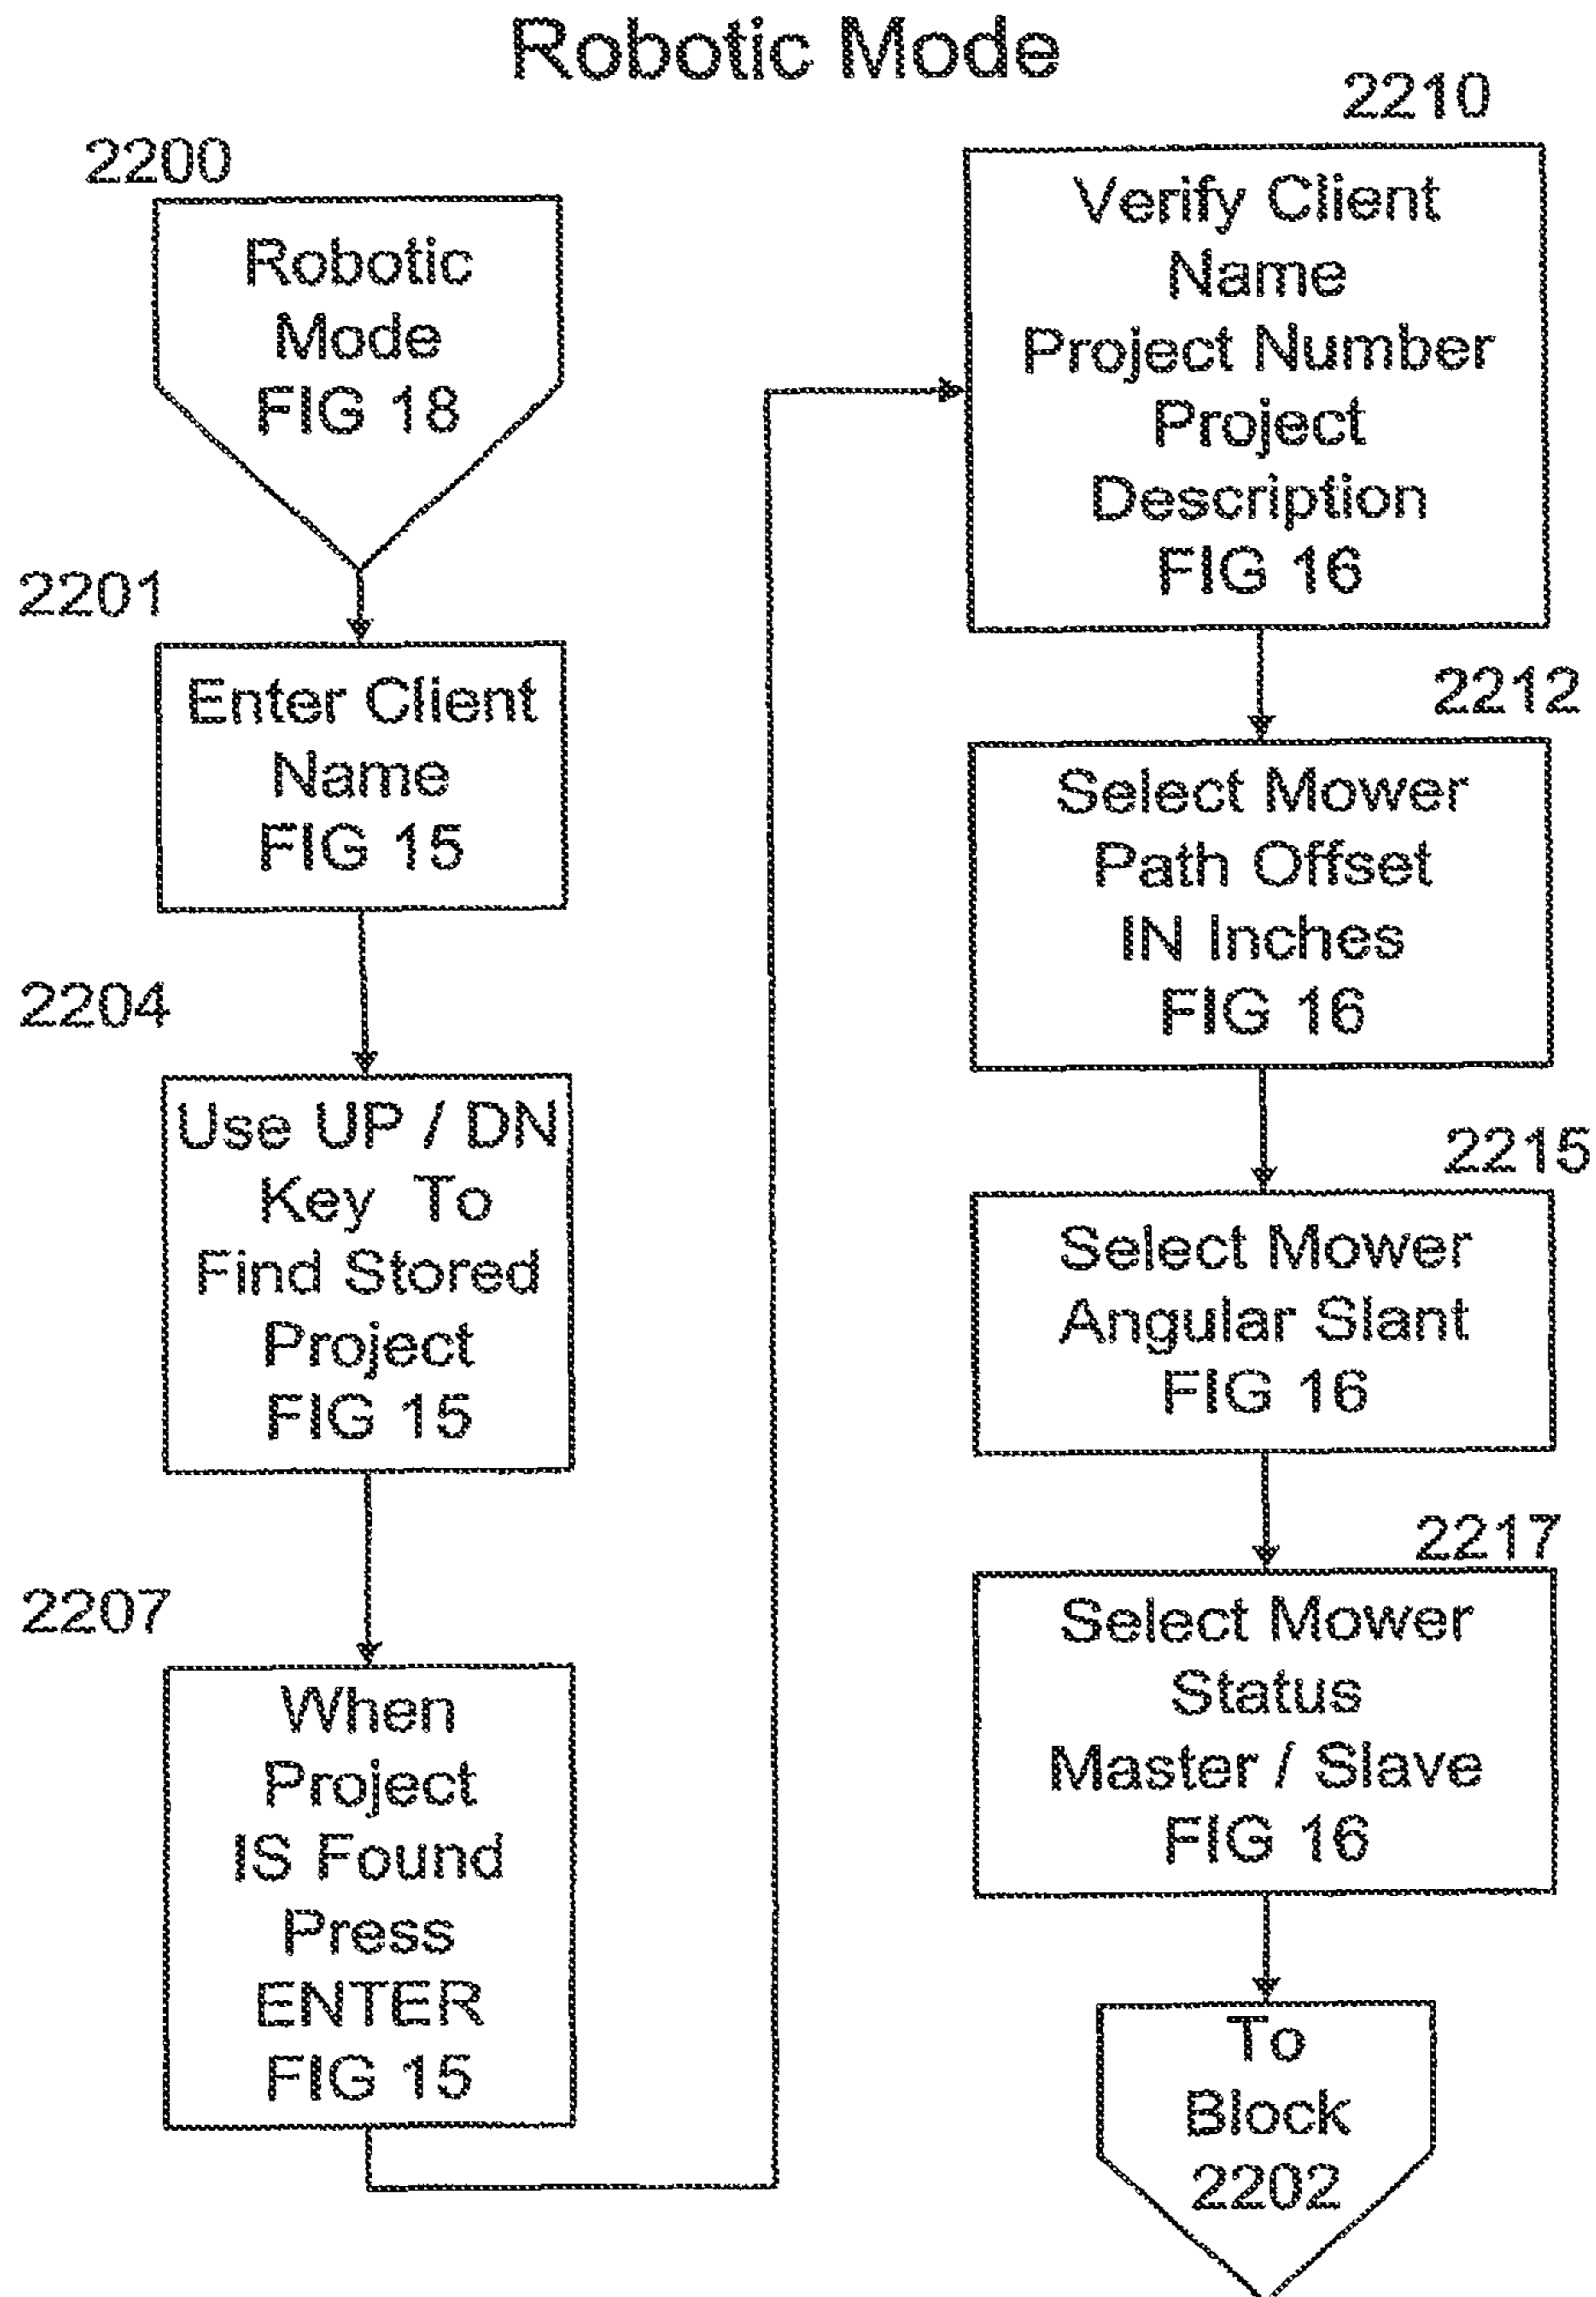 Robotic Mode
2200
Robotic
Mode
FIG 18
2201
Enter Client
Name
FIG 15
2204
Use UP / DN
Key To
Find Stored
Project
FIG 15
2207
When
Project
IS Found
Press
ENTER
FIG 15
2210
Verify Client
Name
Project Number
Project
Description
FIG 16
2212
Select Mower
Path Offset
IN Inches
FIG 16
2215
Select Mower
Angular Slant
FIG 16
2217
Select Mower
Status
Master / Slave
FIG 16
To
Block
2202